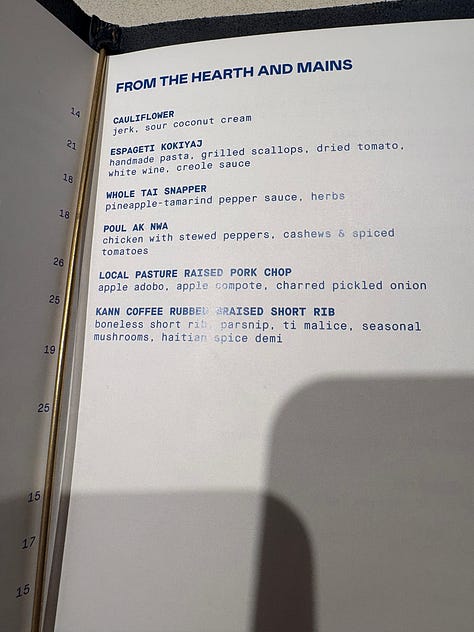 FROM THE HEARTH AND MAINS
CAULIFLOWER
jerk, sour coconut cream
ESPAGETI KOKIYAJ
handmade pasta, grilled scallops, dried tomato,
white wine, creole sauce
WHOLE TAI SNAPPER
pineapple-tamarind pepper sauce, herbs
POUL AK NWA
chicken with stewed peppers, cashews & spiced
tomatoes
LOCAL PASTURE RAISED PORK CHOP
apple adobo, apple compote, charred pickled onion
KANN COFFEE RUBBED BRAISED SHORT RIB
boneless short rib, parsnip, ti malice, seasonal
mushrooms, haitian spice demi
14
21
18
18
26
25
19
25
15
17
15